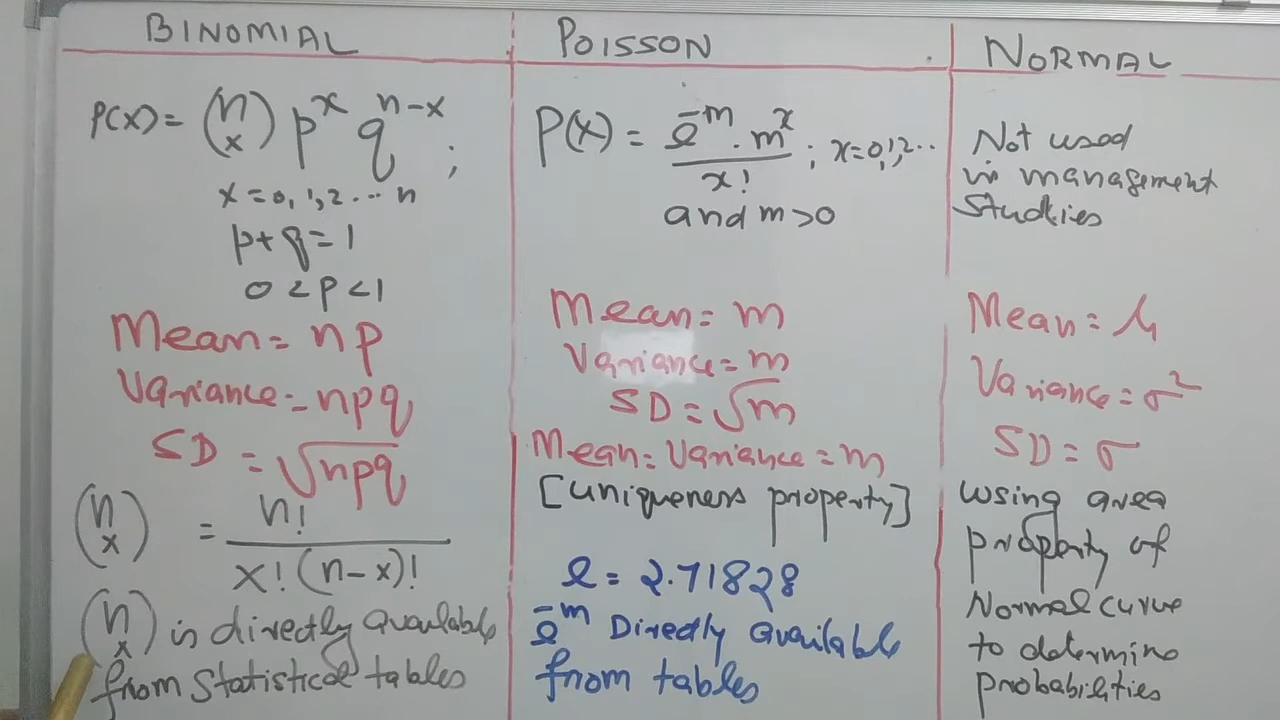 BINOMIAL
P(X) = (n x) p^x q^n-x ;
x = 0, 1, 2 ... n
p+q=1
0<p<1
Mean = np
Variance = npq
SD = √npq
(n x) = n! / x! (n-x)!
(n x) is directly available
from statistical tables
POISSON
P(X) = e^-m . m^x / x! ; x=0,1,2..
and m>0
Mean = m
Variance = m
SD = √m
Mean = Variance = m
[uniqueness property]
e = 2.71828
e^-m Directly available
from tables
NORMAL
Not used
in management
studies
Mean = μ
Variance = σ²
SD = σ
using area
property of
Normal curve
to determine
probabilities